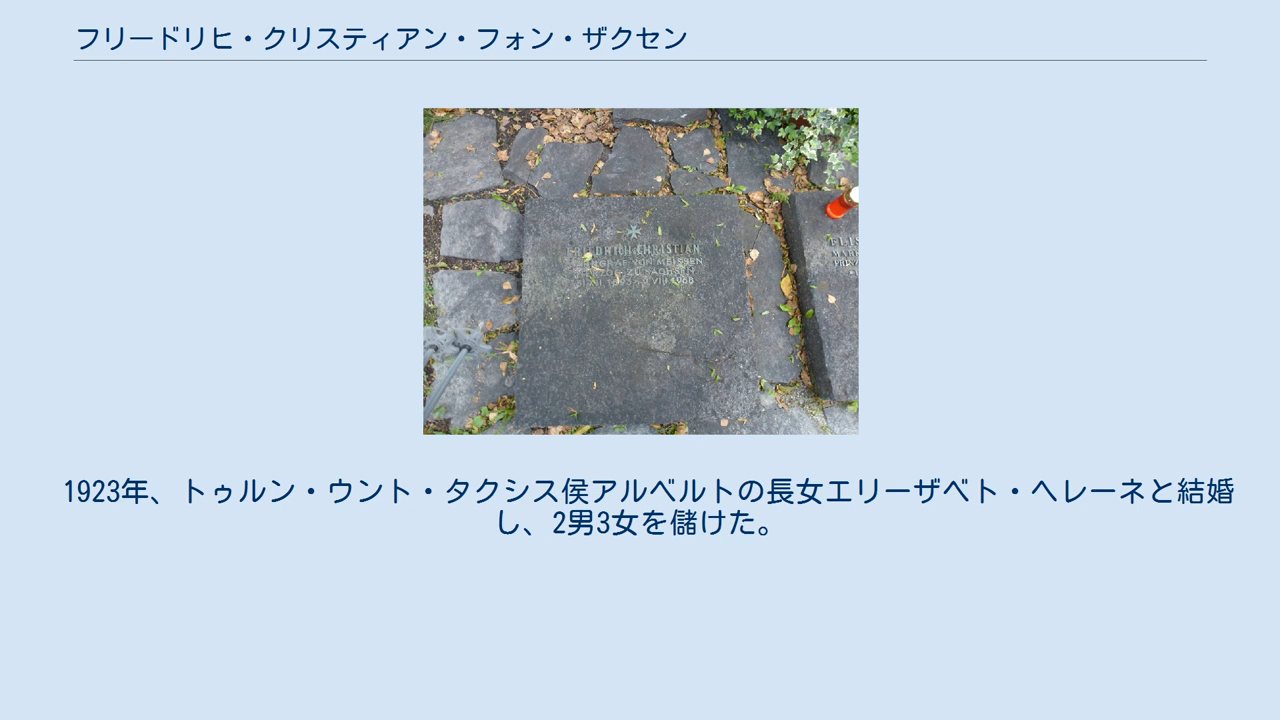 フリードリヒ・クリスティアン・フォン・ザクセン
FRIEDRICH CHRISTIAN
MARKGRAF VON MEISSEN
HERZOG ZU SACHSEN
ELIS
1923年、トゥルン・ウント・タクシス侯アルベルトの長女エリーザベト・ヘレーネと結婚
し、2男3女を儲けた。